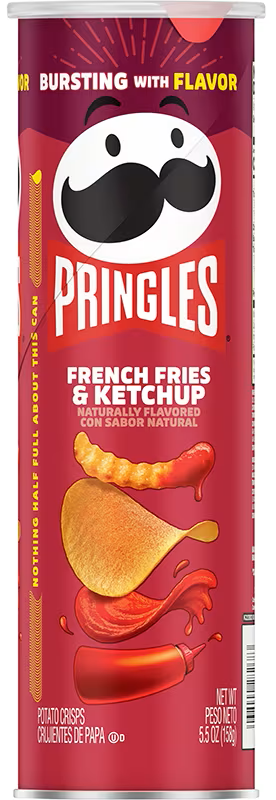 BURSTING WITH FLAVOR
PRINGLES
FRENCH FRIES
& KETCHUP
NATURALLY FLAVORED
CON SABOR NATURAL
NOTHING HALF FULL ABOUT THIS CAN
POTATO CRISPS
CRUJIENTES DE PAPA U D
NET WT
PESO NETO
5.5 OZ (158g)